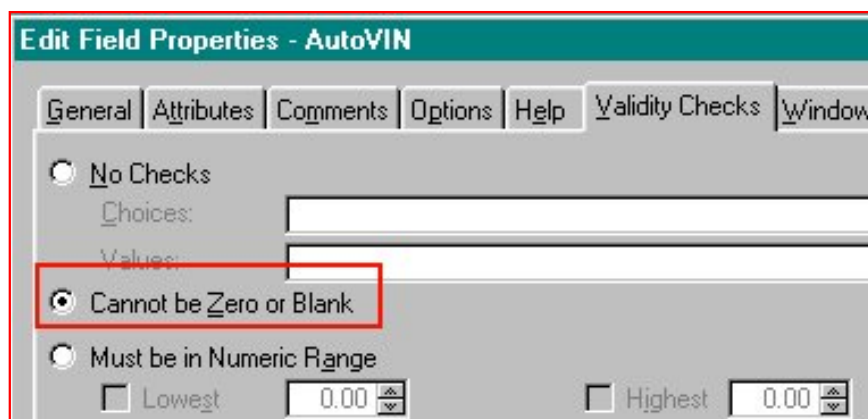 Edit Field Properties - AutoVIN
General Attributes Comments Options Help Validity Checks Window
No Checks
Choices:
Values:
Cannot be Zero or Blank
Must be in Numeric Range
Lowest 0.00 Highest 0.00